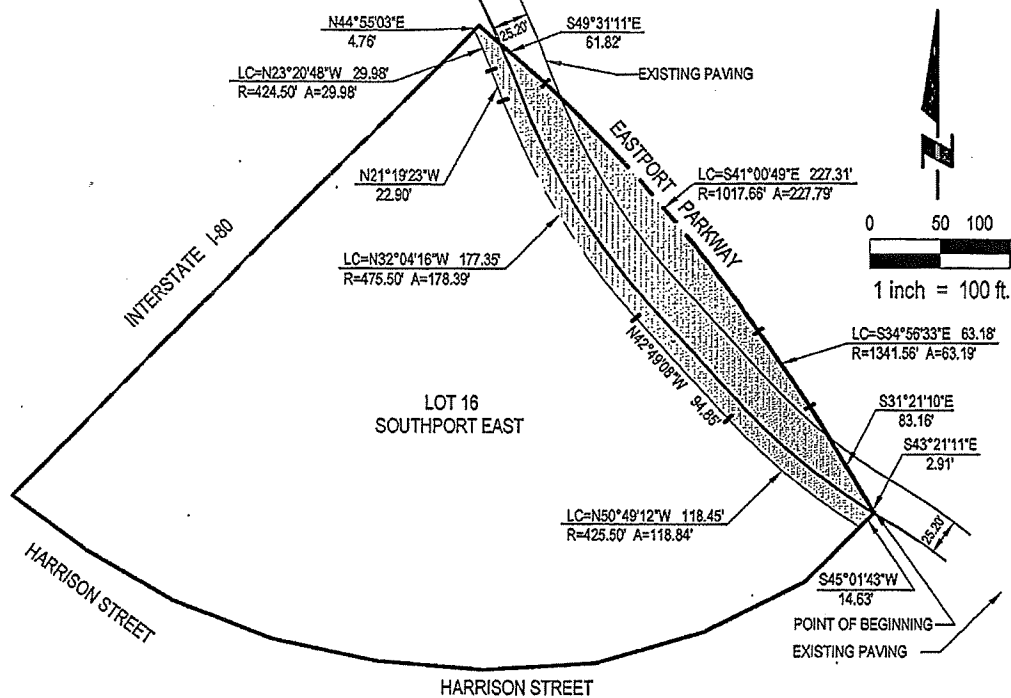 N44°55'03"E
4.76'
25.20'
S49°31'11"E
61.82'
LC=N23°20'48"W 29.98'
R=424.50' A=29.98'
EXISTING PAVING
N21°19'23"W
22.90'
EASTPORT PARKWAY
LC=S41°00'49"E 227.31'
R=1017.66' A=227.79'
N
0 50 100
1 inch = 100 ft.
INTERSTATE I-80
LC=N32°04'16"W 177.35'
R=475.50' A=178.39'
N42°49'08"W 94.86'
LC=S34°56'33"E 63.18'
R=1341.56' A=63.19'
LOT 16
SOUTHPORT EAST
S31°21'10"E
83.16'
S43°21'11"E
2.91'
LC=N50°49'12"W 118.45'
R=425.50' A=118.84'
25.20'
HARRISON STREET
S45°01'43"W
14.63'
POINT OF BEGINNING
EXISTING PAVING
HARRISON STREET